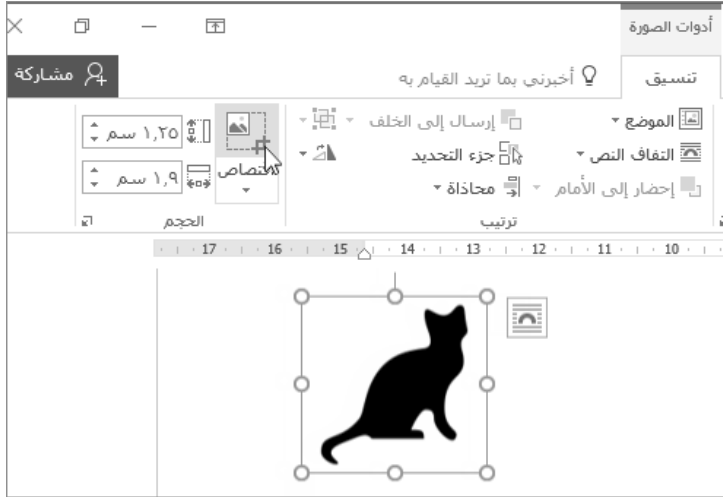 أدوات الصورة
تنسيق
أخبرني بما تريد القيام به
مشاركة
الموضع
التفاف النص
إحضار إلى الأمام
إرسال إلى الخلف
جزء التحديد
محاذاة
ترتيب
١,٢٥ سم
١,٩ سم
الحجم
17 16 15 14 13 12 11 10